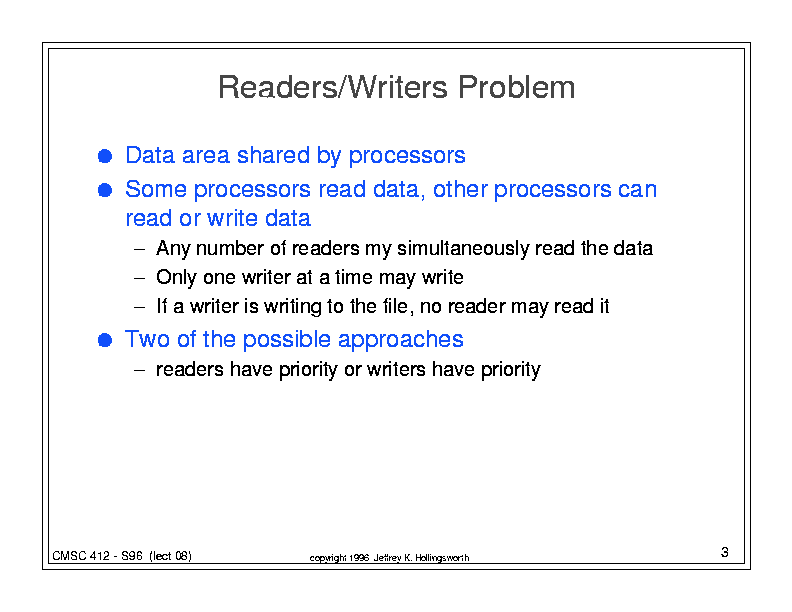 Readers/Writers Problem
● Data area shared by processors
● Some processors read data, other processors can
read or write data
– Any number of readers my simultaneously read the data
– Only one writer at a time may write
– If a writer is writing to the file, no reader may read it
● Two of the possible approaches
– readers have priority or writers have priority
CMSC 412 - S96 (lect 08)
copyright 1996 Jeffrey K. Hollingsworth
3